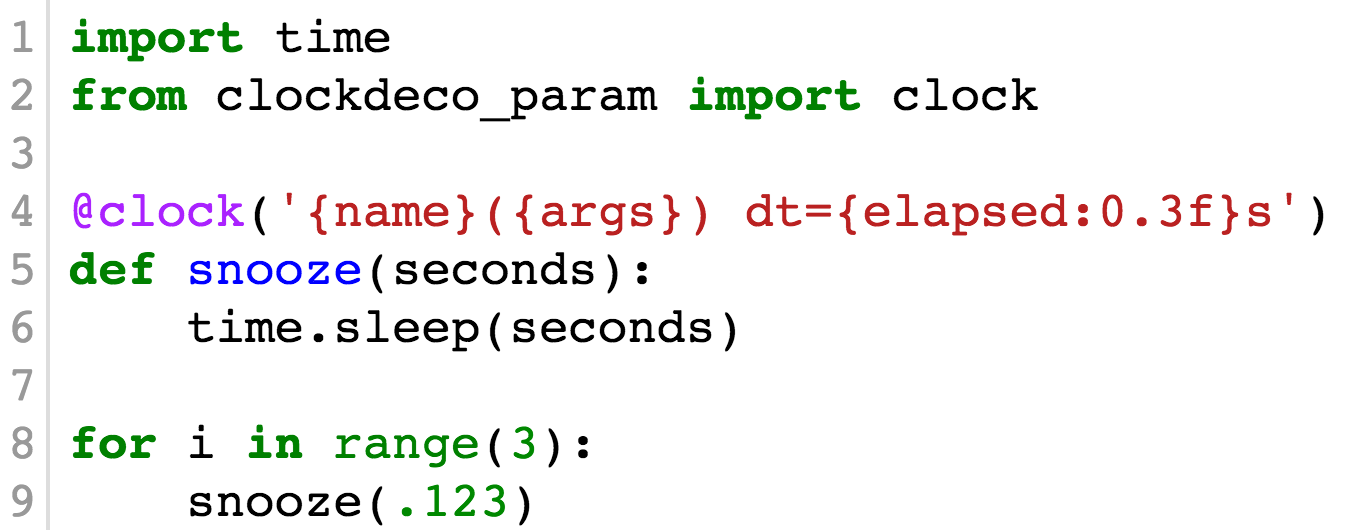 1 import time
2 from clockdeco_param import clock
3
4 @clock('{name}({args}) dt={elapsed:0.3f}s')
5 def snooze(seconds):
6     time.sleep(seconds)
7
8 for i in range(3):
9     snooze(.123)